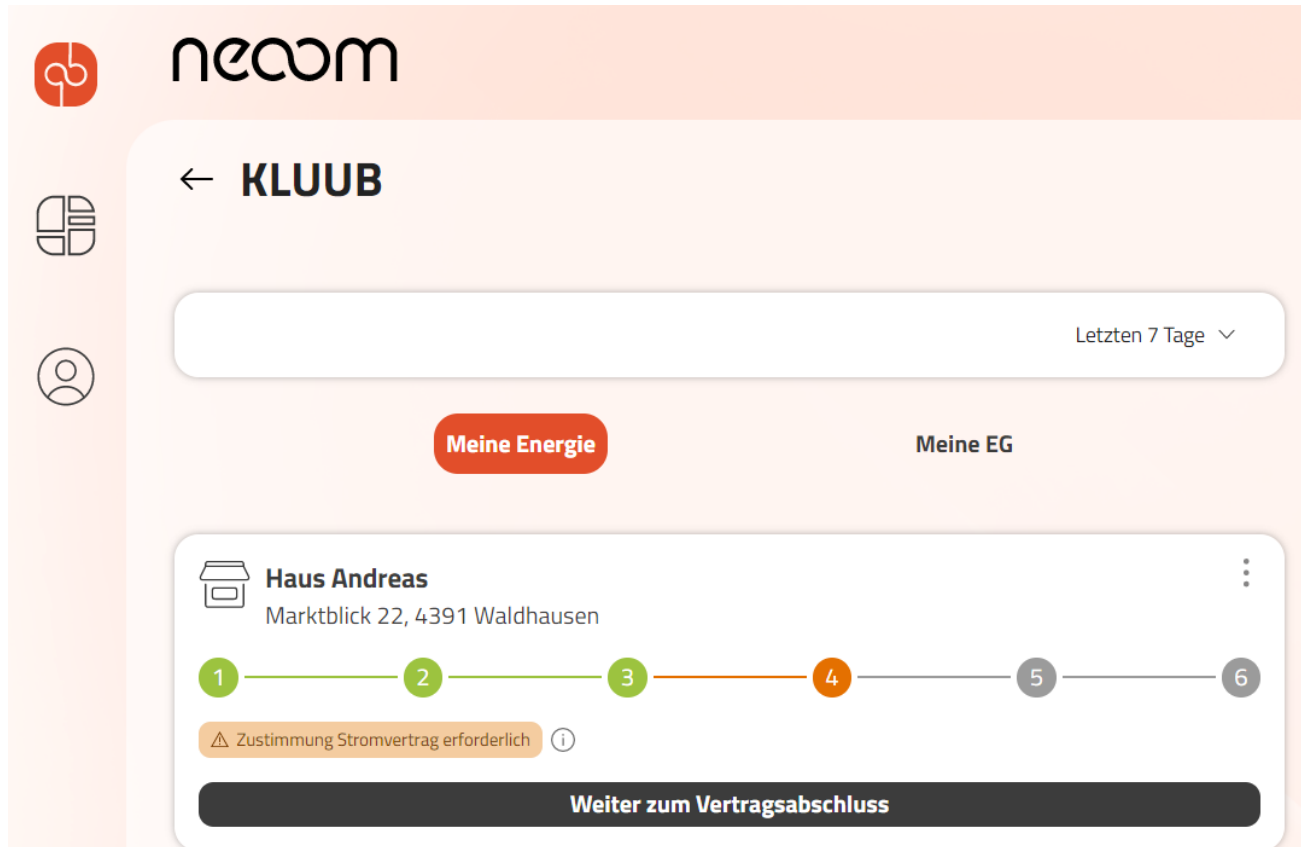 neoom
← KLUUB
Letzten 7 Tage
Meine Energie
Meine EG
Haus Andreas
Marktblick 22, 4391 Waldhausen
1 2 3 4 5 6
Zustimmung Stromvertrag erforderlich
Weiter zum Vertragsabschluss